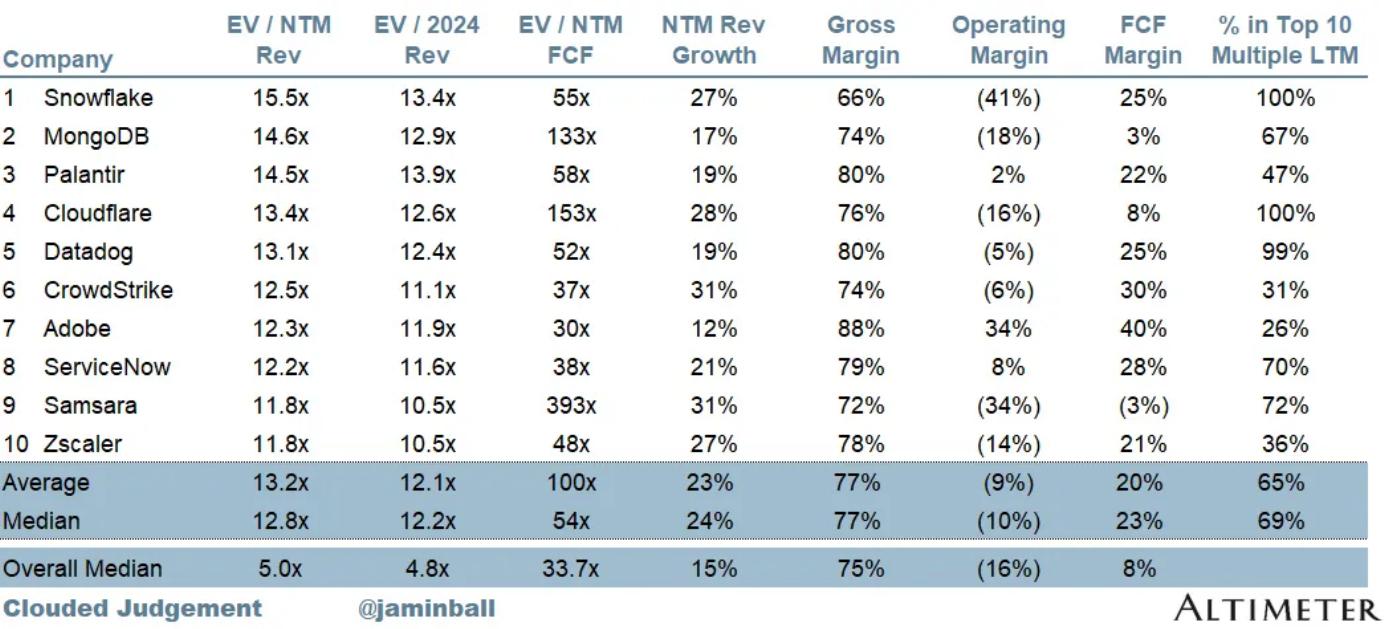 EV / NTM EV / 2024 EV / NTM NTM Rev Gross Operating FCF % in Top 10
Company Rev Rev FCF Growth Margin Margin Margin Multiple LTM
1 Snowflake 15.5x 13.4x 55x 27% 66% (41%) 25% 100%
2 MongoDB 14.6x 12.9x 133x 17% 74% (18%) 3% 67%
3 Palantir 14.5x 13.9x 58x 19% 80% 2% 22% 47%
4 Cloudflare 13.4x 12.6x 153x 28% 76% (16%) 8% 100%
5 Datadog 13.1x 12.4x 52x 19% 80% (5%) 25% 99%
6 CrowdStrike 12.5x 11.1x 37x 31% 74% (6%) 30% 31%
7 Adobe 12.3x 11.9x 30x 12% 88% 34% 40% 26%
8 ServiceNow 12.2x 11.6x 38x 21% 79% 8% 28% 70%
9 Samsara 11.8x 10.5x 393x 31% 72% (34%) (3%) 72%
10 Zscaler 11.8x 10.5x 48x 27% 78% (14%) 21% 36%
Average 13.2x 12.1x 100x 23% 77% (9%) 20% 65%
Median 12.8x 12.2x 54x 24% 77% (10%) 23% 69%
Overall Median 5.0x 4.8x 33.7x 15% 75% (16%) 8%
Clouded Judgement @jaminball ALTIMETER